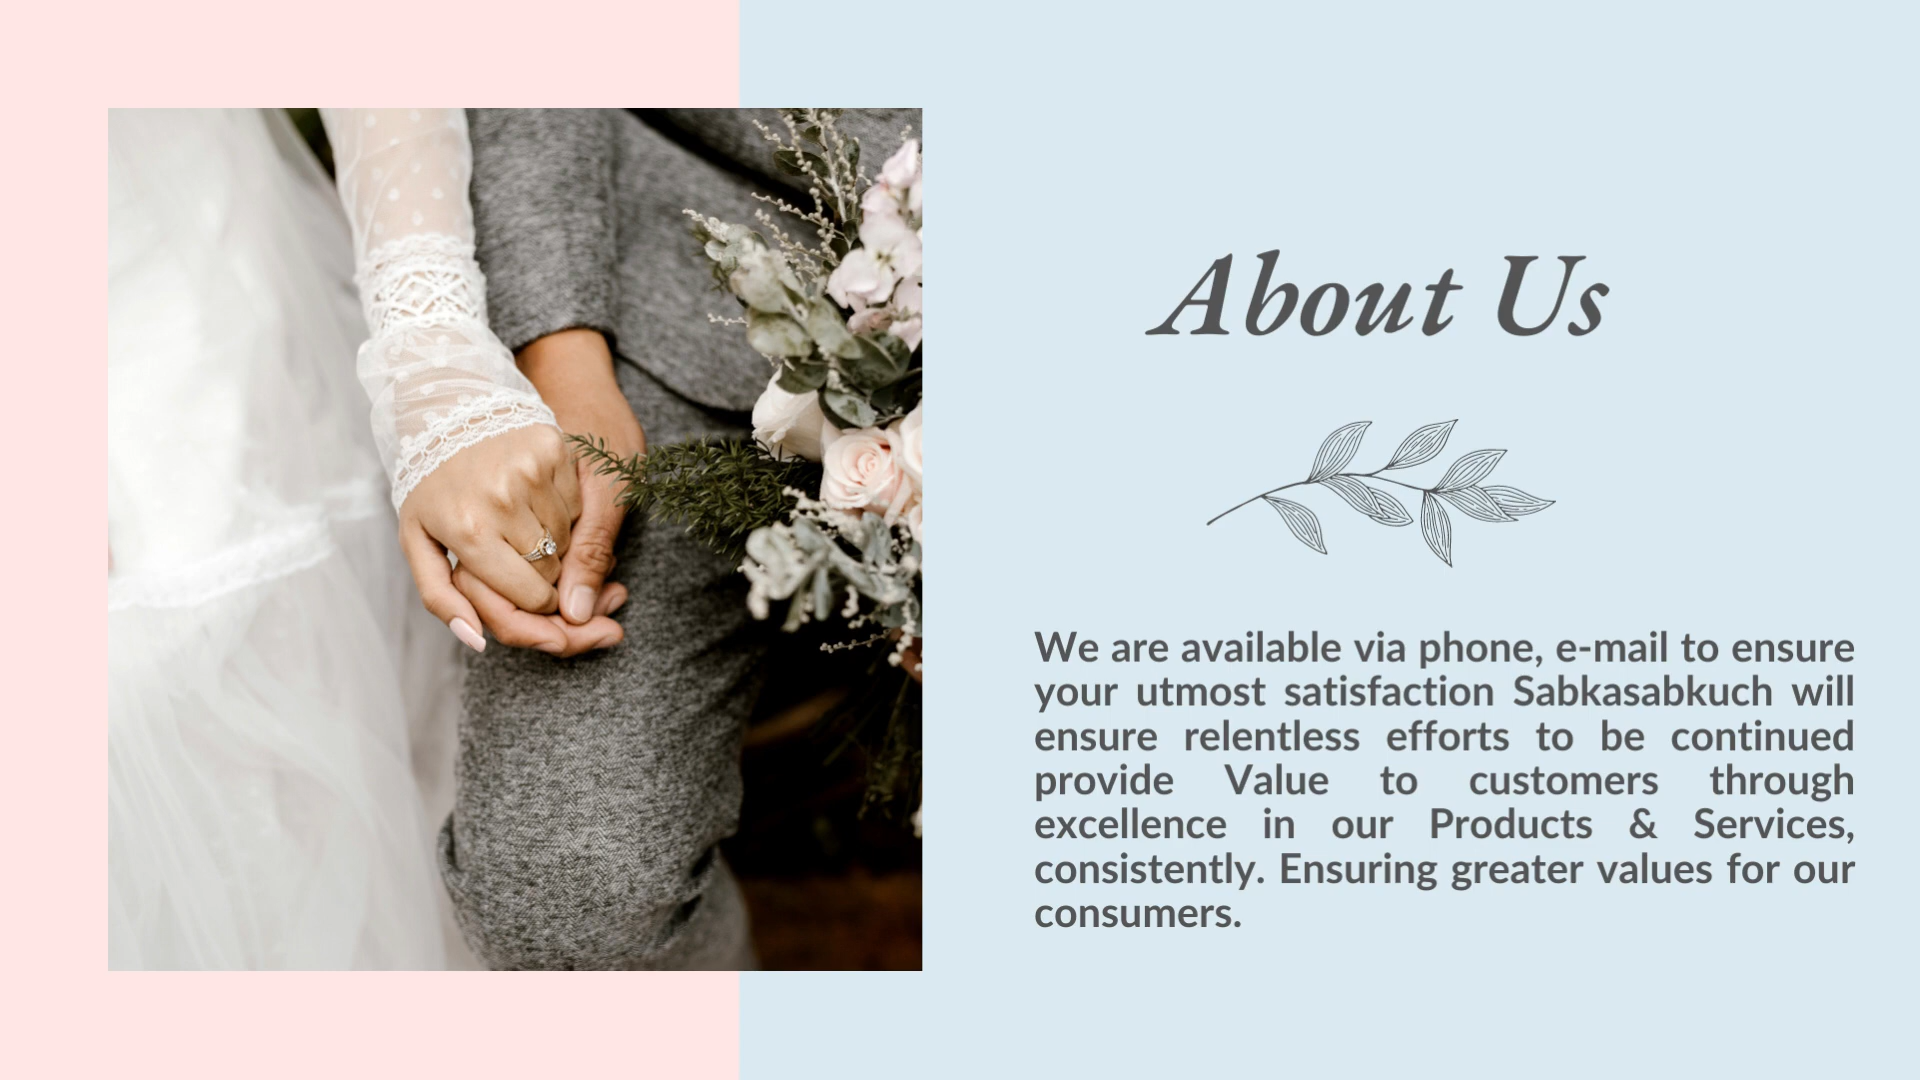 About Us
We are available via phone, e-mail to ensure
your utmost satisfaction Sabkasabkuch will
ensure relentless efforts to be continued
provide Value to customers through
excellence in our Products & Services,
consistently. Ensuring greater values for our
consumers.